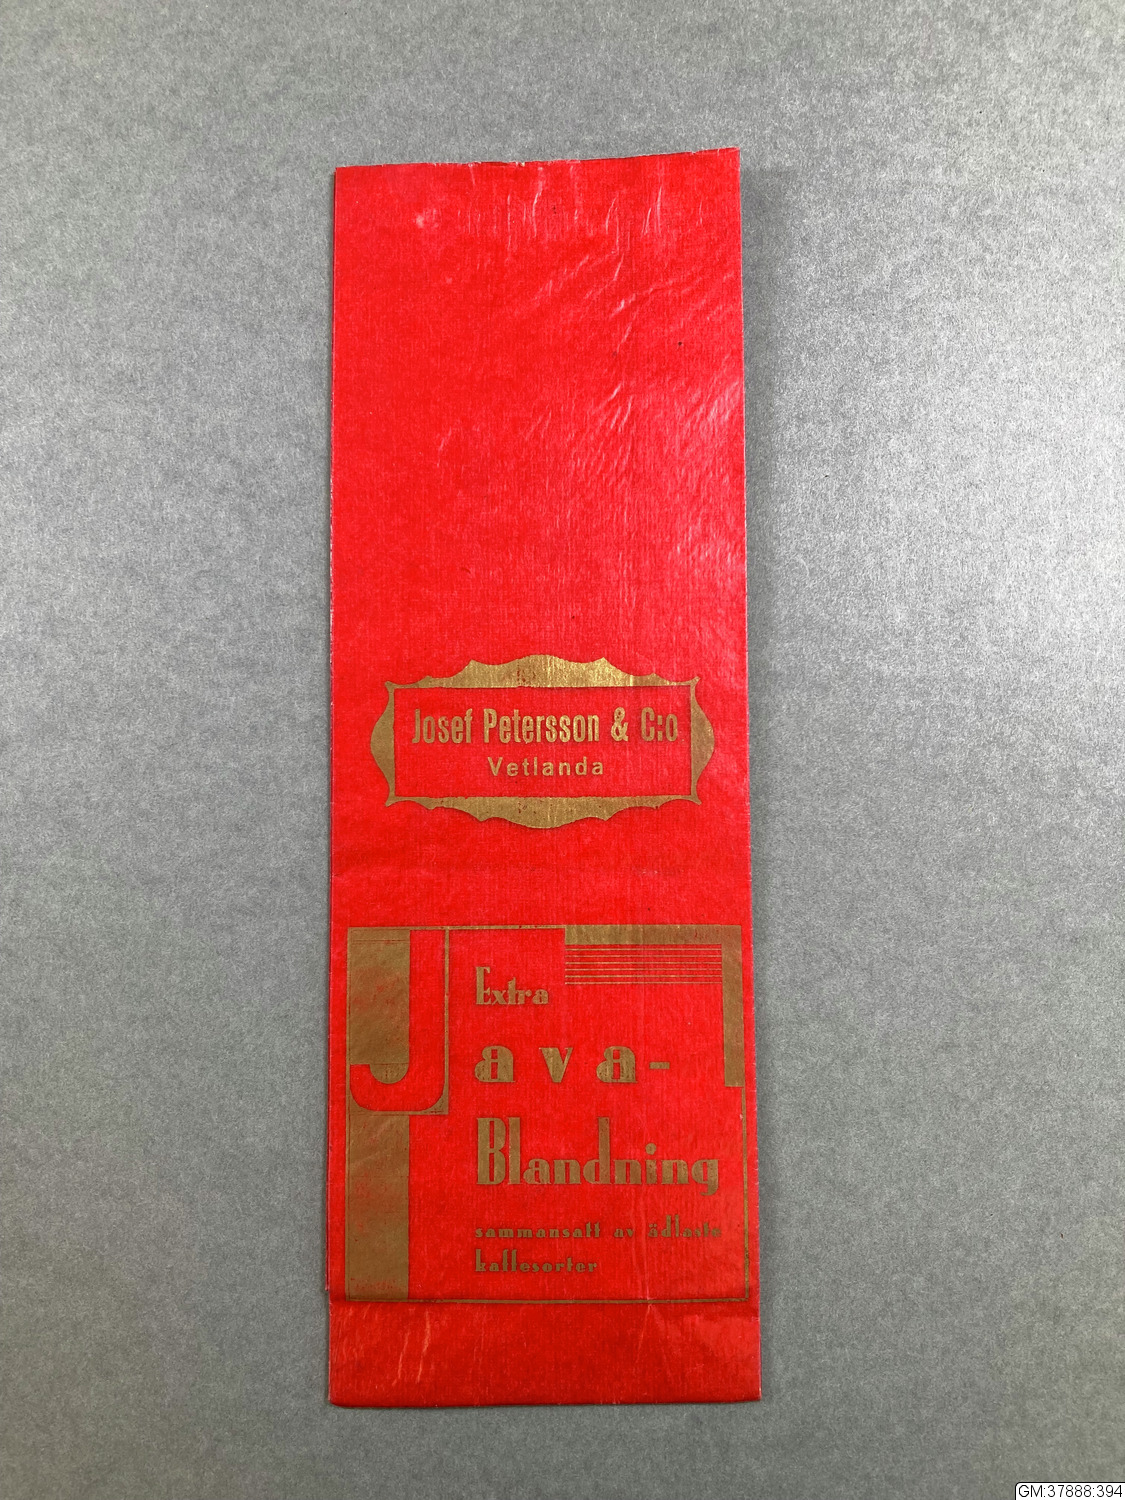 Josef Petersson & C:o
Vetlanda
Extra
Java-
Blandning
sammansatt av ädlaste
kaffesorter
GM:37888:394